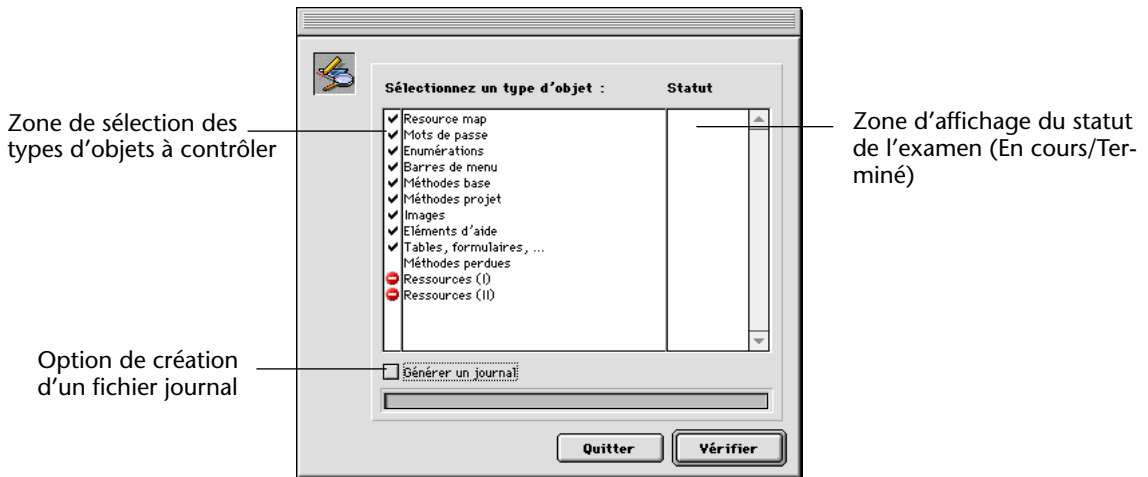 Sélectionnez un type d'objet : Statut
Zone de sélection des
types d'objets à contrôler
Resource map
Mots de passe
Enumérations
Barres de menu
Méthodes base
Méthodes projet
Images
Eléments d'aide
Tables, formulaires, ...
Méthodes perdues
Ressources (I)
Ressources (II)
Zone d'affichage du statut
de l'examen (En cours/Ter-
miné)
Option de création
d'un fichier journal
Générer un journal
Quitter Vérifier